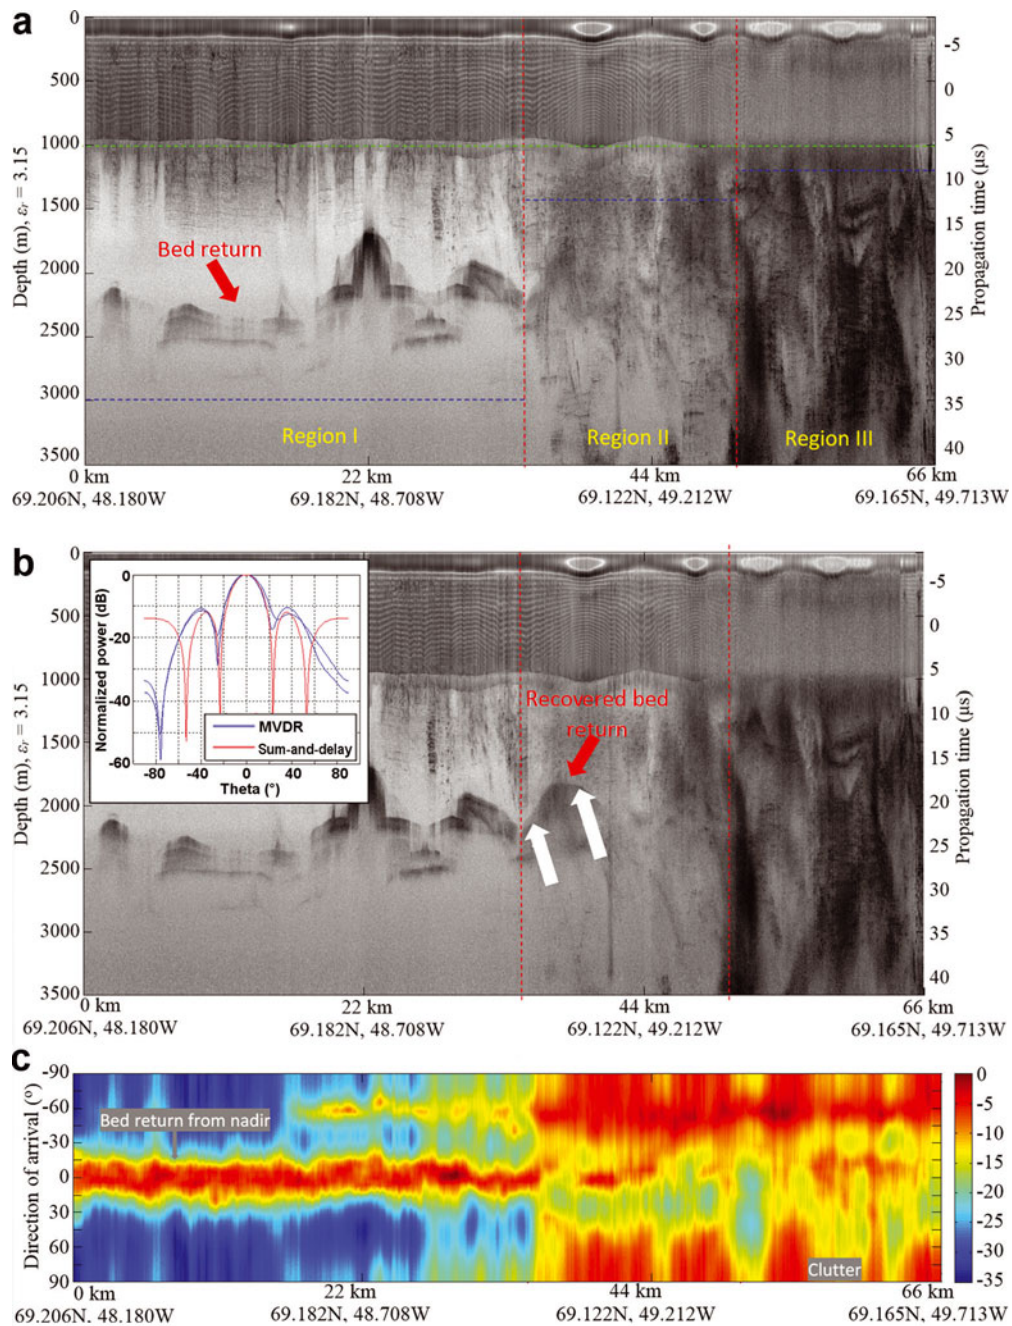 a
0
500
1000
1500
2000
2500
3000
3500
Depth (m), εr = 3.15
-5
0
5
10
15
20
25
30
35
40
Propagation time (μs)
Bed return
Region I
Region II
Region III
0 km
22 km
44 km
66 km
69.206N, 48.180W
69.182N, 48.708W
69.122N, 49.212W
69.165N, 49.713W
b
0
500
1000
1500
2000
2500
3000
3500
Depth (m), εr = 3.15
-5
0
5
10
15
20
25
30
35
40
Propagation time (μs)
0
-20
-40
-60
Normalized power (dB)
MVDR
Sum-and-delay
-80
-40
0
40
80
Theta (°)
Recovered bed
return
0 km
22 km
44 km
66 km
69.206N, 48.180W
69.182N, 48.708W
69.122N, 49.212W
69.165N, 49.713W
c
-90
-60
-30
0
30
60
90
Direction of arrival (°)
Bed return from nadir
Clutter
0
-5
-10
-15
-20
-25
-30
-35
0 km
22 km
44 km
66 km
69.206N, 48.180W
69.182N, 48.708W
69.122N, 49.212W
69.165N, 49.713W